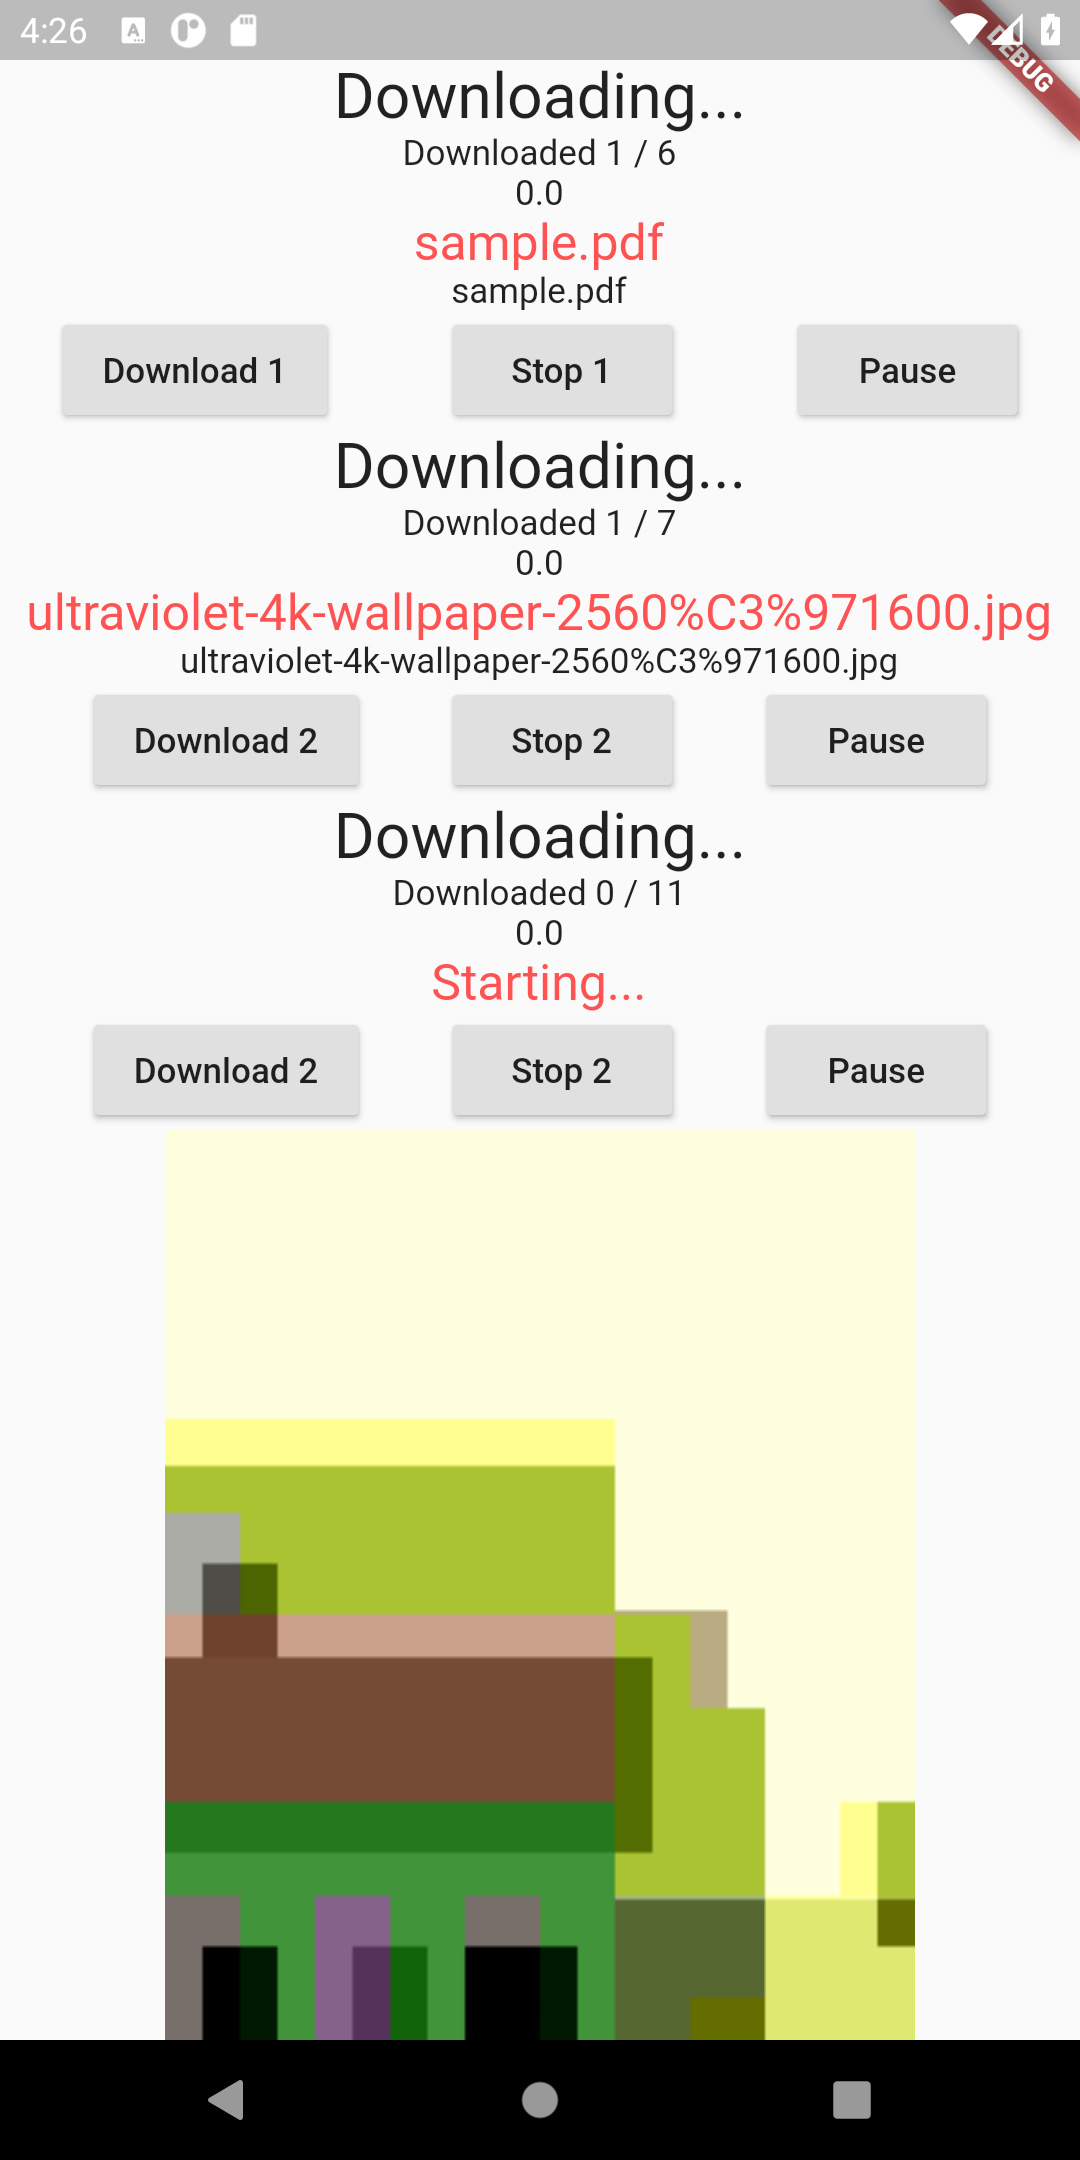 4:26
A
DEBUG
Downloading...
Downloaded 1 / 6
0.0
sample.pdf
sample.pdf
Download 1 Stop 1 Pause
Downloading...
Downloaded 1 / 7
0.0
ultraviolet-4k-wallpaper-2560%C3%971600.jpg
ultraviolet-4k-wallpaper-2560%C3%971600.jpg
Download 2 Stop 2 Pause
Downloading...
Downloaded 0 / 11
0.0
Starting...
Download 2 Stop 2 Pause